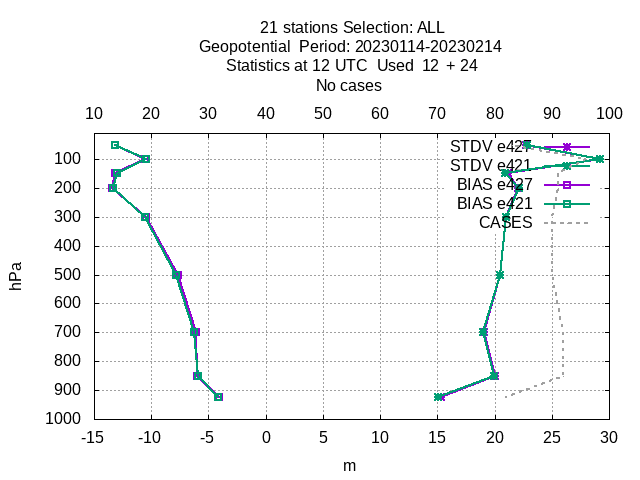 21 stations Selection: ALL
Geopotential  Period: 20230114-20230214
Statistics at 12 UTC  Used  12  + 24
No cases
10 20 30 40 50 60 70 80 90 100
STDV e427
STDV e421
BIAS e427
BIAS e421
CASES
100
200
300
400
500
600
700
800
900
1000
hPa
-15 -10 -5 0 5 10 15 20 25 30
m